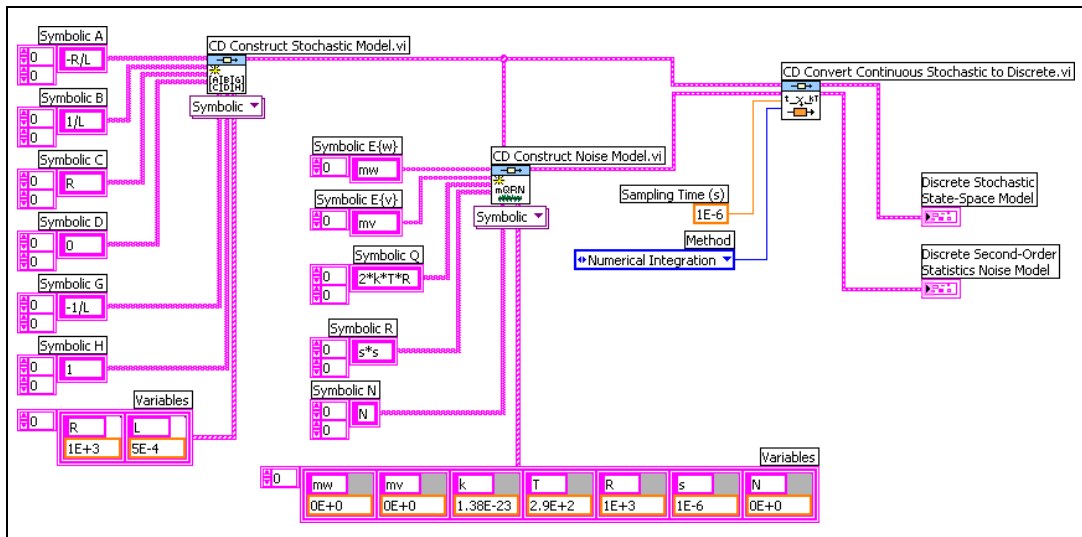 Symbolic A
0
0
-R/L
CD Construct Stochastic Model.vi
A|B|G
C|D|H
Symbolic
Symbolic B
0
0
1/L
Symbolic C
0
0
R
Symbolic D
0
0
0
Symbolic G
0
0
-1/L
Symbolic H
0
0
1
Variables
0
R
L
1E+3
5E-4
Symbolic E{w}
0
mw
Symbolic E{v}
0
mv
CD Construct Noise Model.vi
mQRN
Symbolic
Symbolic Q
0
0
2*k*T*R
Symbolic R
0
0
s*s
Symbolic N
0
0
N
Variables
0
mw
mv
k
T
R
s
N
0E+0
0E+0
1.38E-23
2.9E+2
1E+3
1E-6
0E+0
CD Convert Continuous Stochastic to Discrete.vi
Sampling Time (s)
1E-6
Method
Numerical Integration
Discrete Stochastic
State-Space Model
Discrete Second-Order
Statistics Noise Model